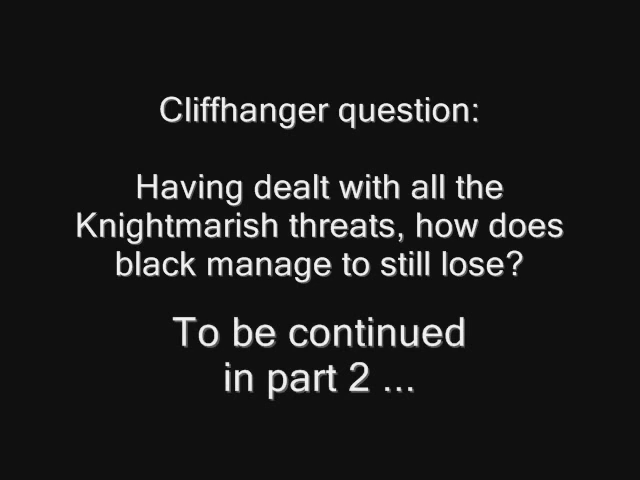 Cliffhanger question:
Having dealt with all the
Knightmarish threats, how does
black manage to still lose?
To be continued
in part 2 ...